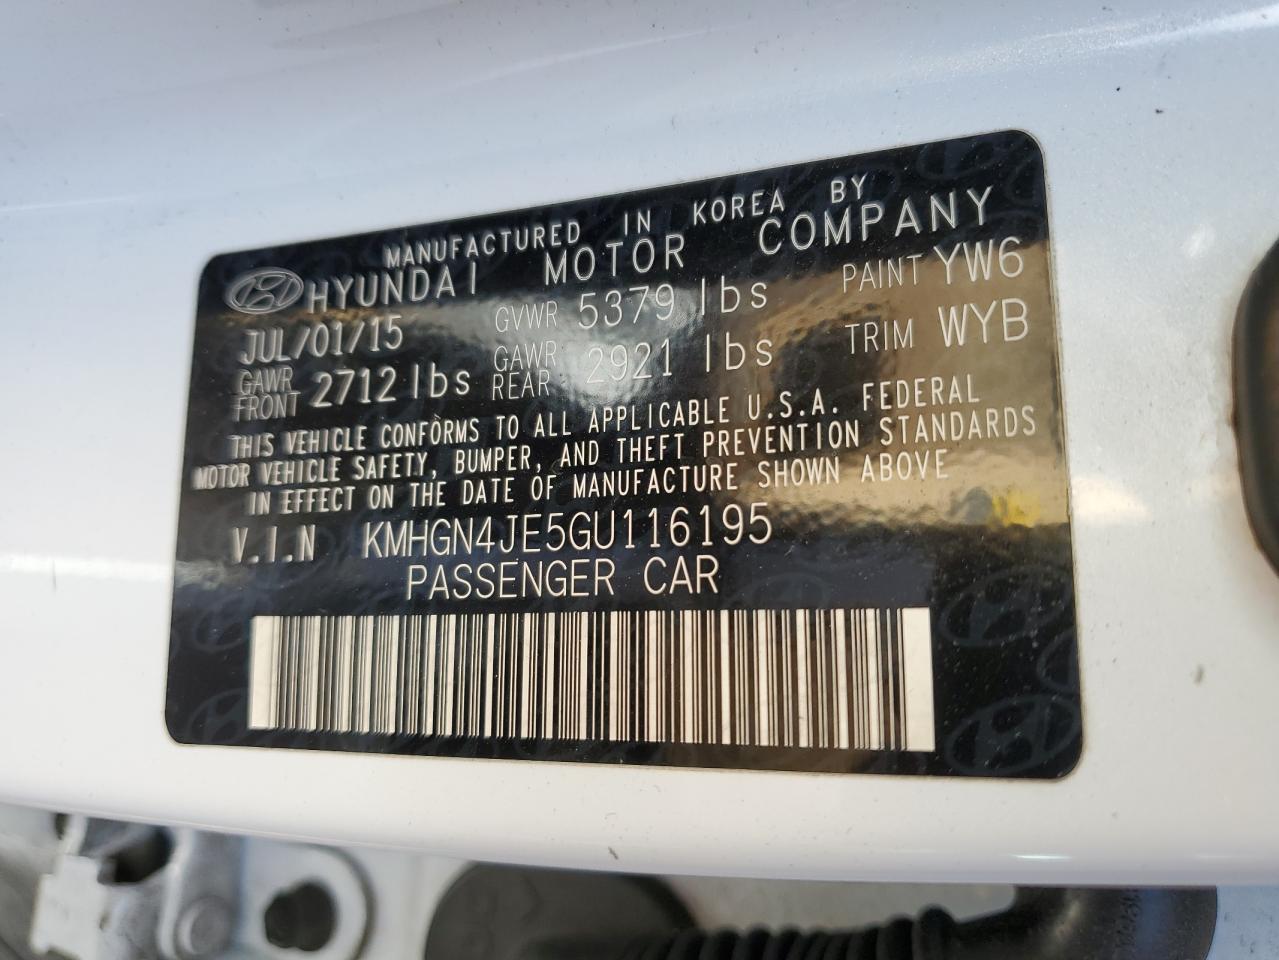 MANUFACTURED IN KOREA BY
HYUNDAI MOTOR COMPANY
JUL/01/15 GVWR 5379 lbs PAINT YW6
GAWR FRONT 2712 lbs GAWR REAR 2921 lbs TRIM WYB
THIS VEHICLE CONFORMS TO ALL APPLICABLE U.S.A. FEDERAL
MOTOR VEHICLE SAFETY, BUMPER, AND THEFT PREVENTION STANDARDS
IN EFFECT ON THE DATE OF MANUFACTURE SHOWN ABOVE
V.I.N KMHGN4JE5GU116195
PASSENGER CAR